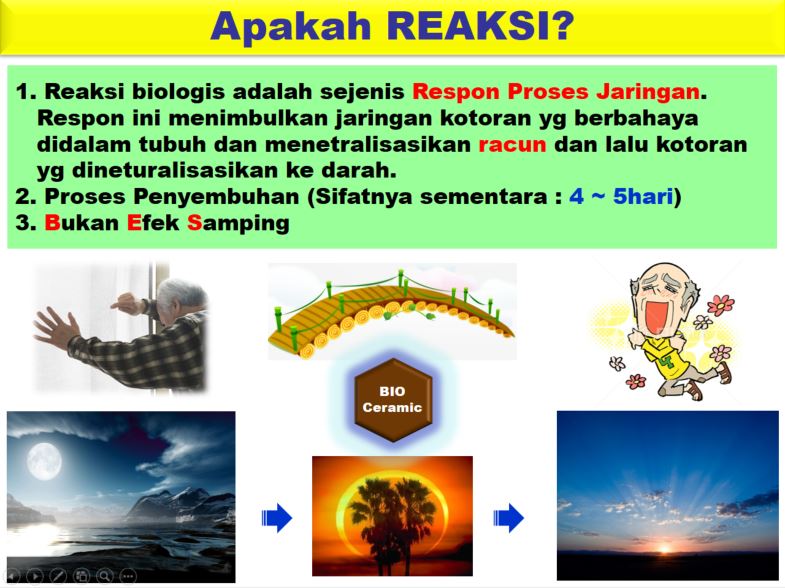 Apakah REAKSI?
1. Reaksi biologis adalah sejenis Respon Proses Jaringan.
Respon ini menimbulkan jaringan kotoran yg berbahaya
didalam tubuh dan menetralisasikan racun dan lalu kotoran
yg dineturalisasikan ke darah.
2. Proses Penyembuhan (Sifatnya sementara : 4 ~ 5hari)
3. Bukan Efek Samping
BIO
Ceramic